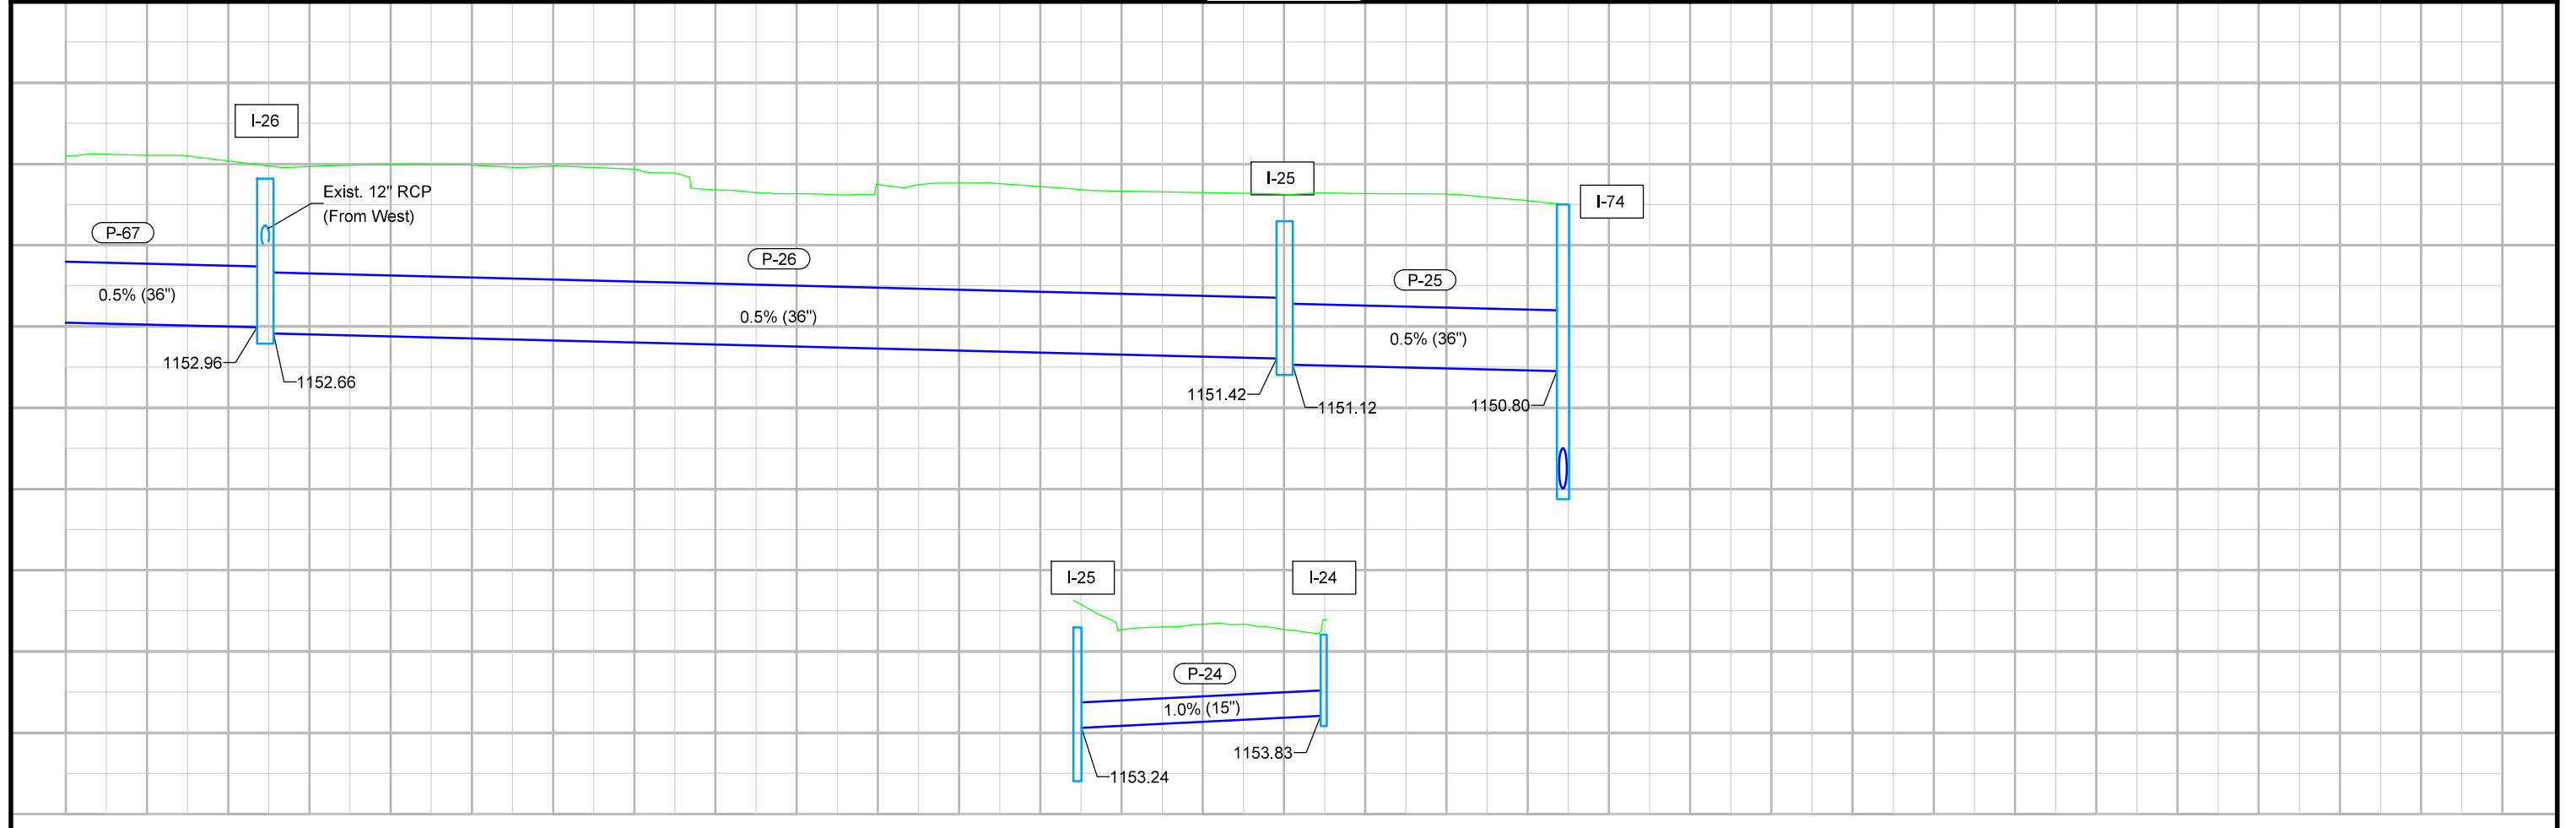 I-26
Exist. 12" RCP
(From West)
I-25
I-74
P-67
P-26
P-25
0.5% (36")
0.5% (36")
0.5% (36")
1152.96
1152.66
1151.42
1151.12
1150.80
I-25
I-24
P-24
1.0% (15")
1153.83
1153.24